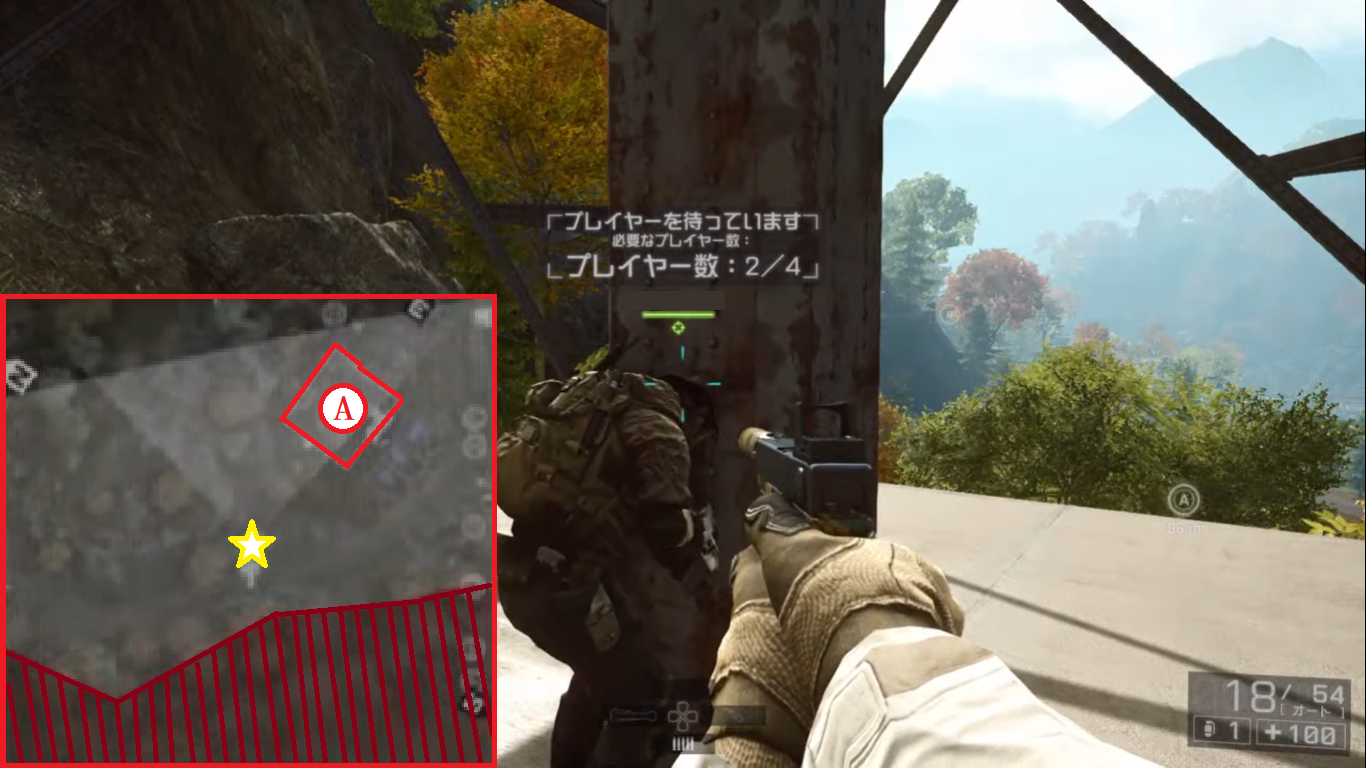 「プレイヤーを待っています」
必要なプレイヤー数：
プレイヤー数：2/4
A
A
18/ 54
[ オート ]
1
+100